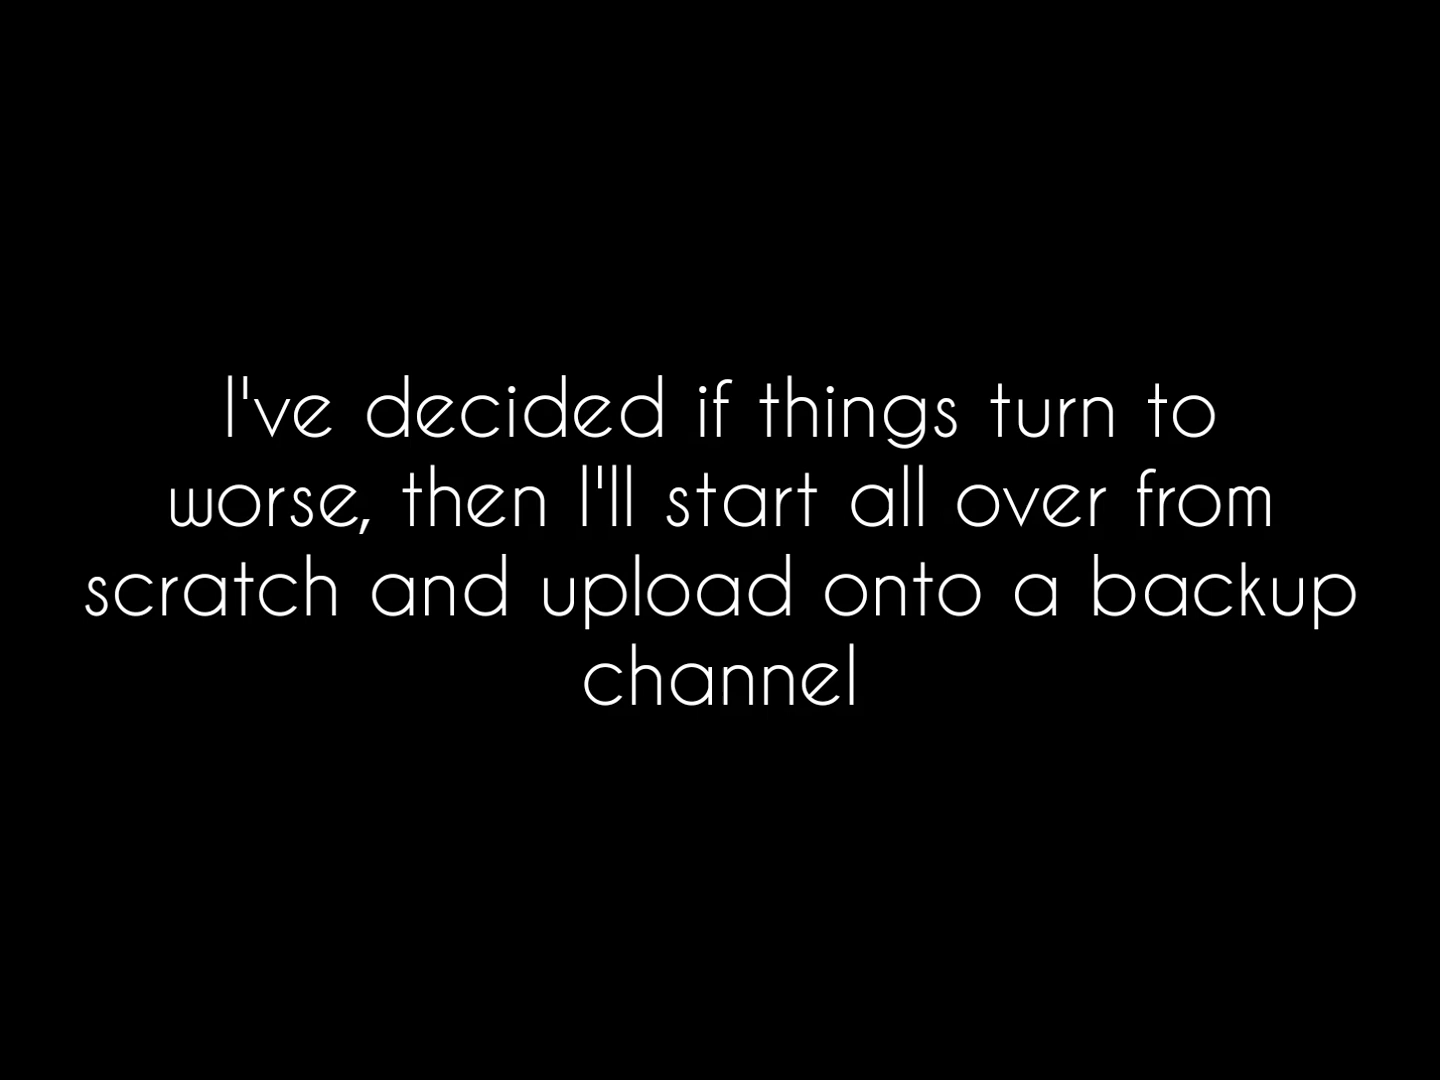 I've decided if things turn to
worse, then I'll start all over from
scratch and upload onto a backup
channel